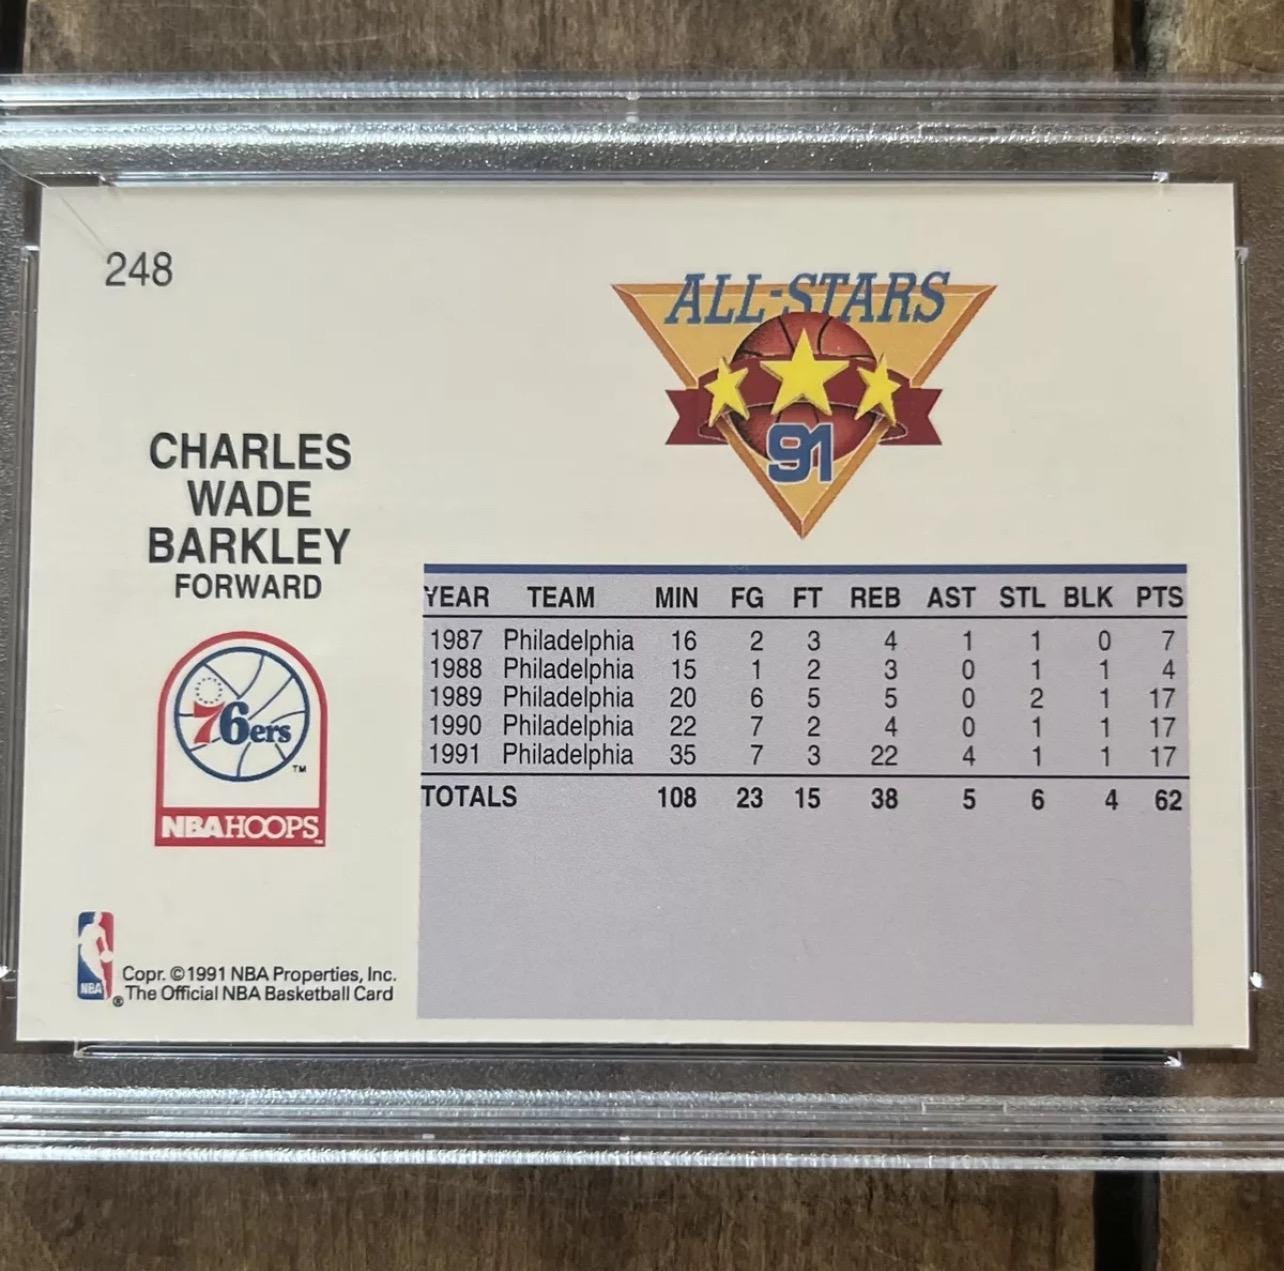 248
ALL-STARS
91
CHARLES
WADE
BARKLEY
FORWARD
76ers™
NBA HOOPS™
YEAR TEAM MIN FG FT REB AST STL BLK PTS
1987 Philadelphia 16 2 3 4 1 1 0 7
1988 Philadelphia 15 1 2 3 0 1 1 4
1989 Philadelphia 20 6 5 5 0 2 1 17
1990 Philadelphia 22 7 2 4 0 1 1 17
1991 Philadelphia 35 7 3 22 4 1 1 17
TOTALS 108 23 15 38 5 6 4 62
NBA ®
Copr. ©1991 NBA Properties, Inc.
The Official NBA Basketball Card